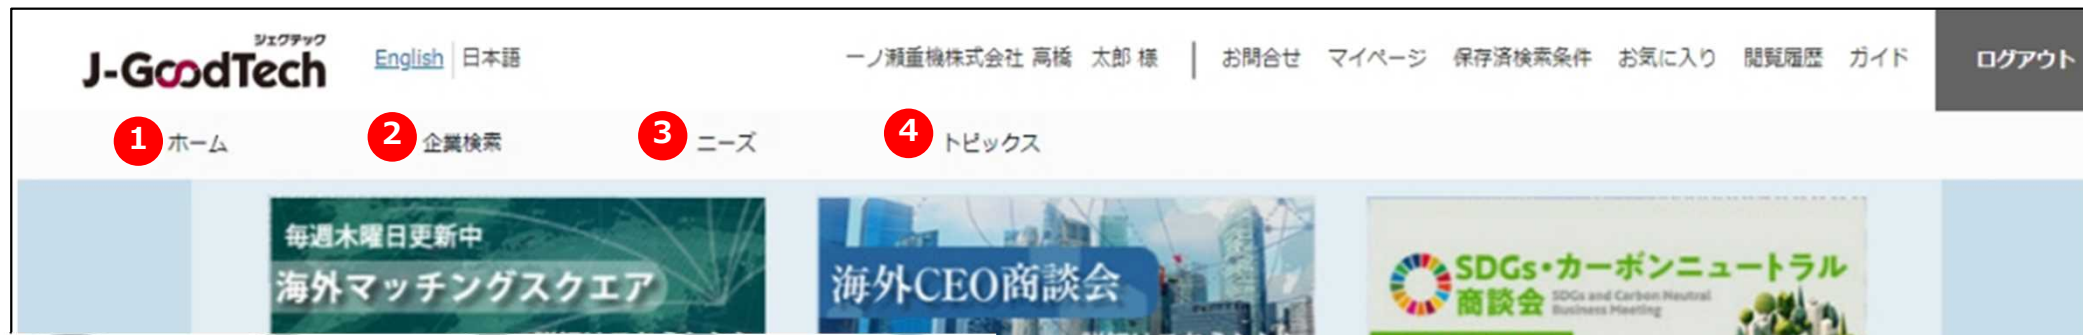 ジェグテック
J-GoodTech
English 日本語
一ノ瀬重機株式会社 高橋 太郎 様 | お問合せ マイページ 保存済検索条件 お気に入り 閲覧履歴 ガイド ログアウト
1 ホーム 2 企業検索 3 ニーズ 4 トピックス
毎週木曜日更新中
海外マッチングスクエア
海外CEO商談会
SDGs・カーボンニュートラル
商談会 SDGs and Carbon Neutral
Business Meeting